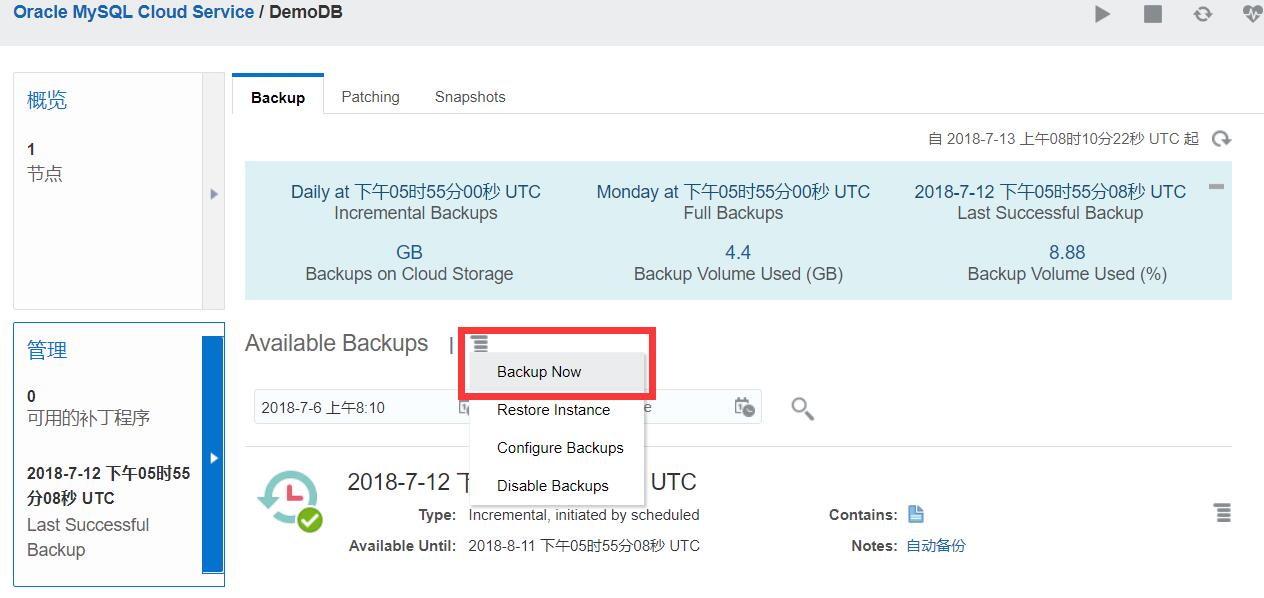 Oracle MySQL Cloud Service / DemoDB
概览
1
节点
管理
0
可用的补丁程序
2018-7-12 下午05时55
分08秒 UTC
Last Successful
Backup
Backup Patching Snapshots
自 2018-7-13 上午08时10分22秒 UTC 起
Daily at 下午05时55分00秒 UTC Monday at 下午05时55分00秒 UTC 2018-7-12 下午05时55分08秒 UTC
Incremental Backups Full Backups Last Successful Backup
GB 4.4 8.88
Backups on Cloud Storage Backup Volume Used (GB) Backup Volume Used (%)
Available Backups |
Backup Now
Restore Instance
Configure Backups
Disable Backups
2018-7-6 上午8:10
2018-7-12 UTC
Type: Incremental, initiated by scheduled Contains:
Available Until: 2018-8-11 下午05时55分08秒 UTC Notes: 自动备份